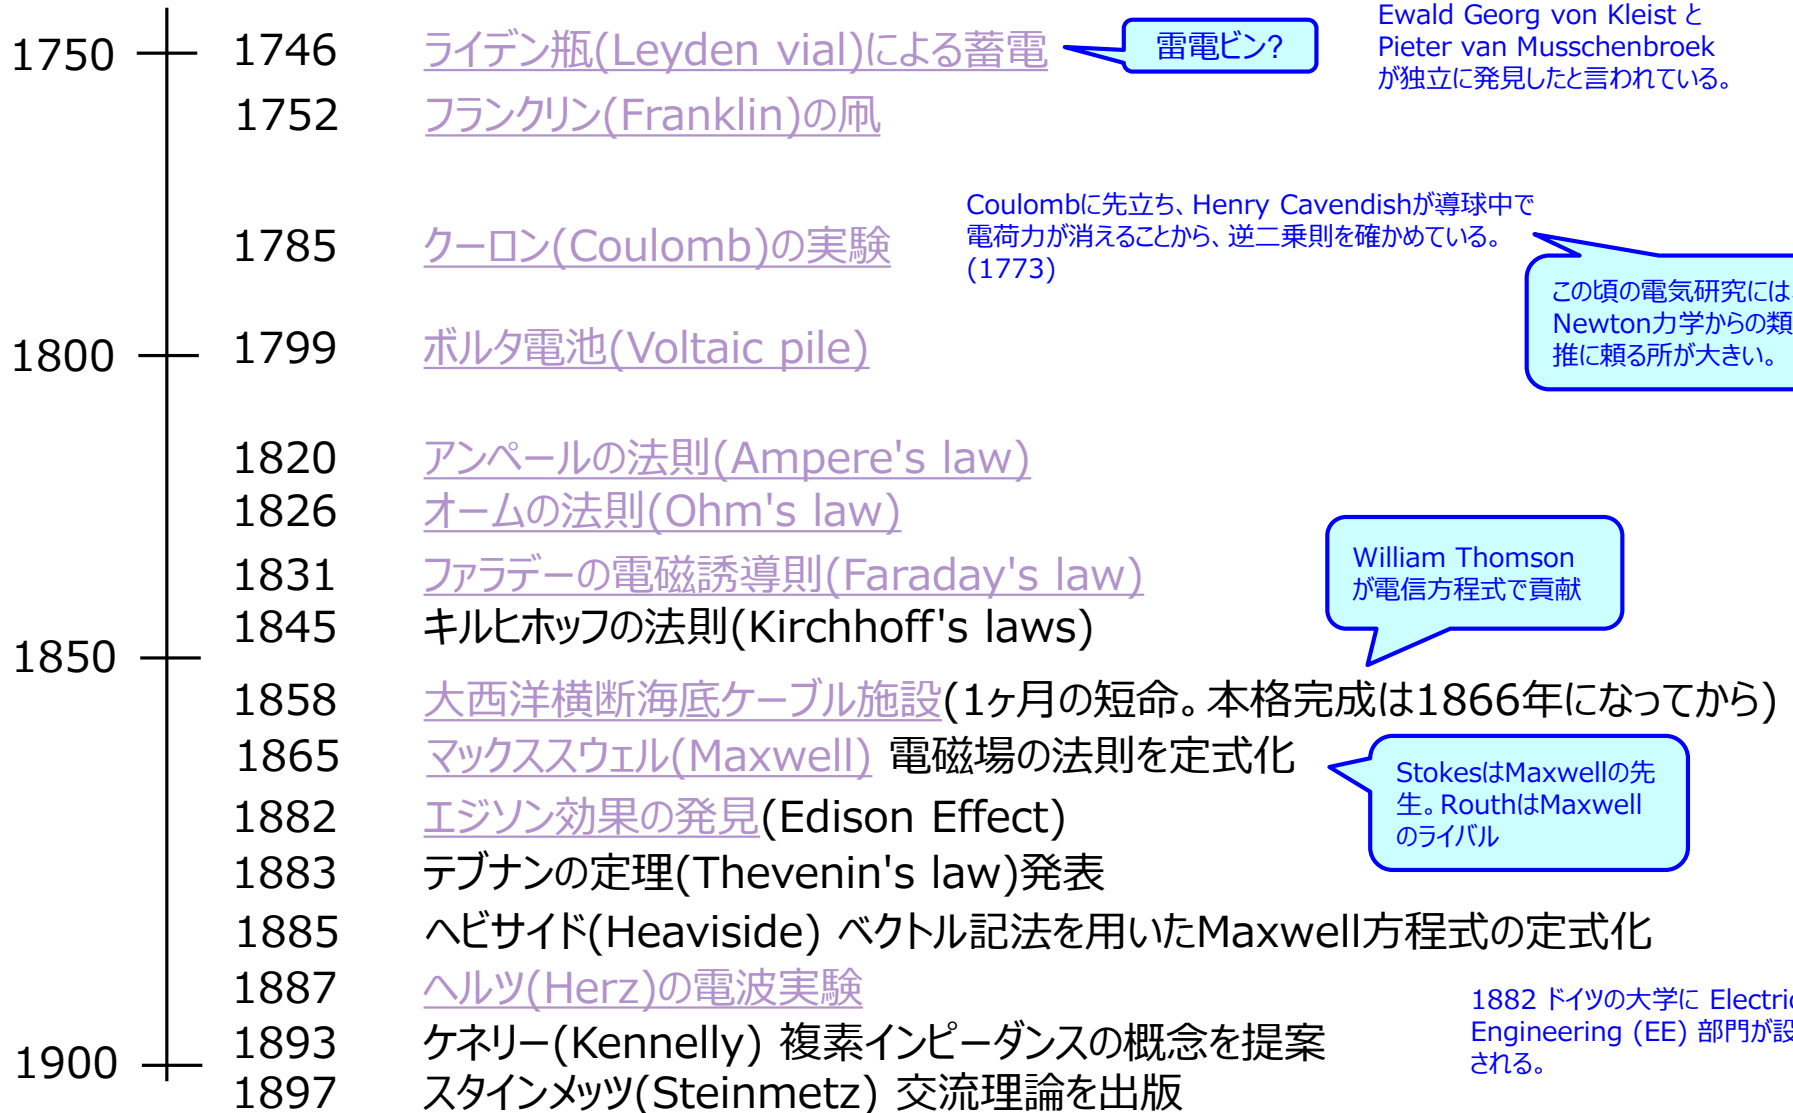 1750
1746 ライデン瓶(Leyden vial)による蓄電
雷電ビン?
Ewald Georg von Kleist と
Pieter van Musschenbroek
が独立に発見したと言われている。
1752 フランクリン(Franklin)の凧
1785 クーロン(Coulomb)の実験
Coulombに先立ち、Henry Cavendishが導球中で
電荷力が消えることから、逆二乗則を確かめている。
(1773)
この頃の電気研究には
Newton力学からの類
推に頼る所が大きい。
1800
1799 ボルタ電池(Voltaic pile)
1820 アンペールの法則(Ampere's law)
1826 オームの法則(Ohm's law)
1831 ファラデーの電磁誘導則(Faraday's law)
William Thomson
が電信方程式で貢献
1845 キルヒホッフの法則(Kirchhoff's laws)
1850
1858 大西洋横断海底ケーブル施設(1ヶ月の短命。本格完成は1866年になってから)
1865 マックススウェル(Maxwell) 電磁場の法則を定式化
StokesはMaxwellの先
生。RouthはMaxwell
のライバル
1882 エジソン効果の発見(Edison Effect)
1883 テブナンの定理(Thevenin's law)発表
1885 ヘビサイド(Heaviside) ベクトル記法を用いたMaxwell方程式の定式化
1887 ヘルツ(Herz)の電波実験
1882 ドイツの大学に Electric
Engineering (EE) 部門が設
される。
1893 ケネリー(Kennelly) 複素インピーダンスの概念を提案
1900
1897 スタインメッツ(Steinmetz) 交流理論を出版